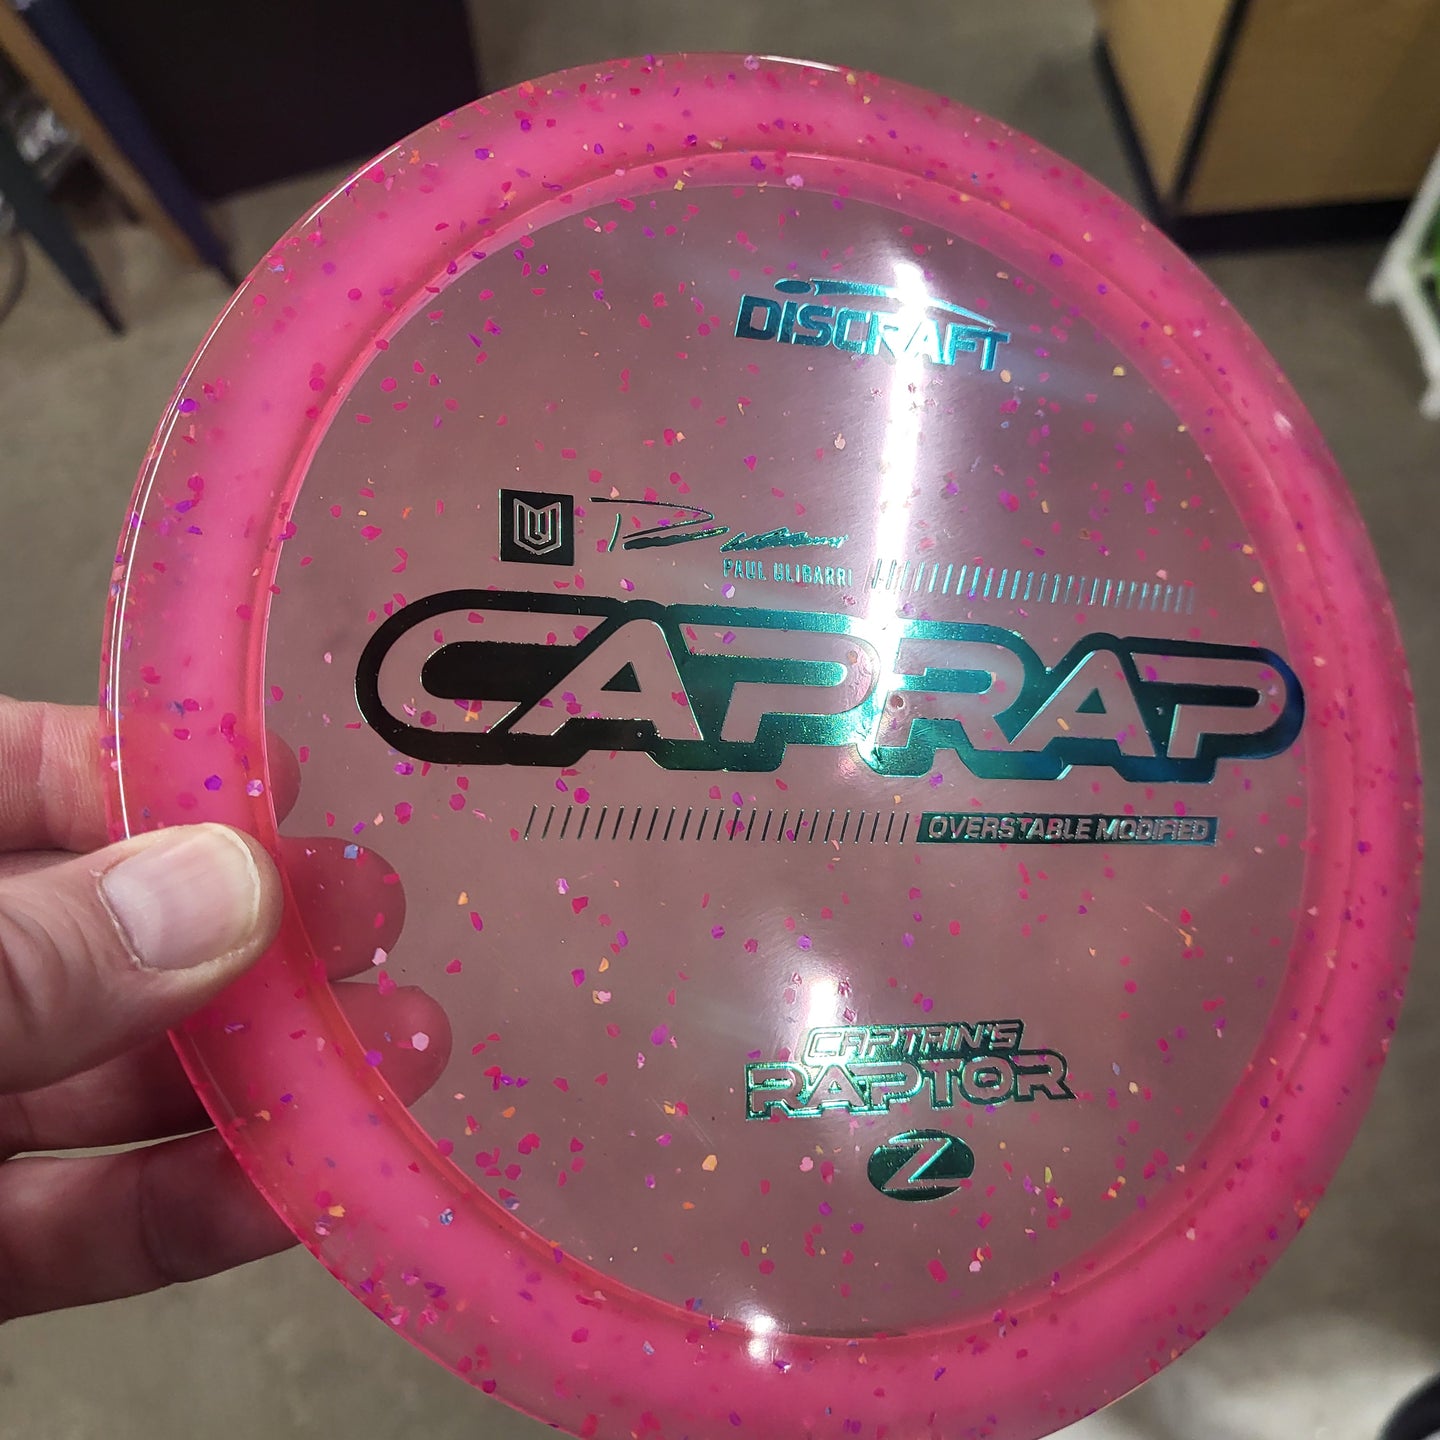 DISCRAFT
U
PAUL ULIBARRI
CAPRAP
OVERSTABLE MODIFIED
CAPTAIN'S
RAPTOR
Z